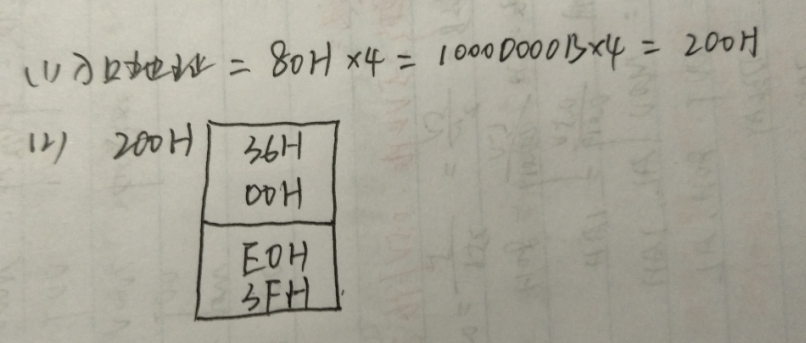 (1) 入口地址 = 80H×4 = 10000000B×4 = 200H
(2) 200H 36H
00H
E0H
3FH